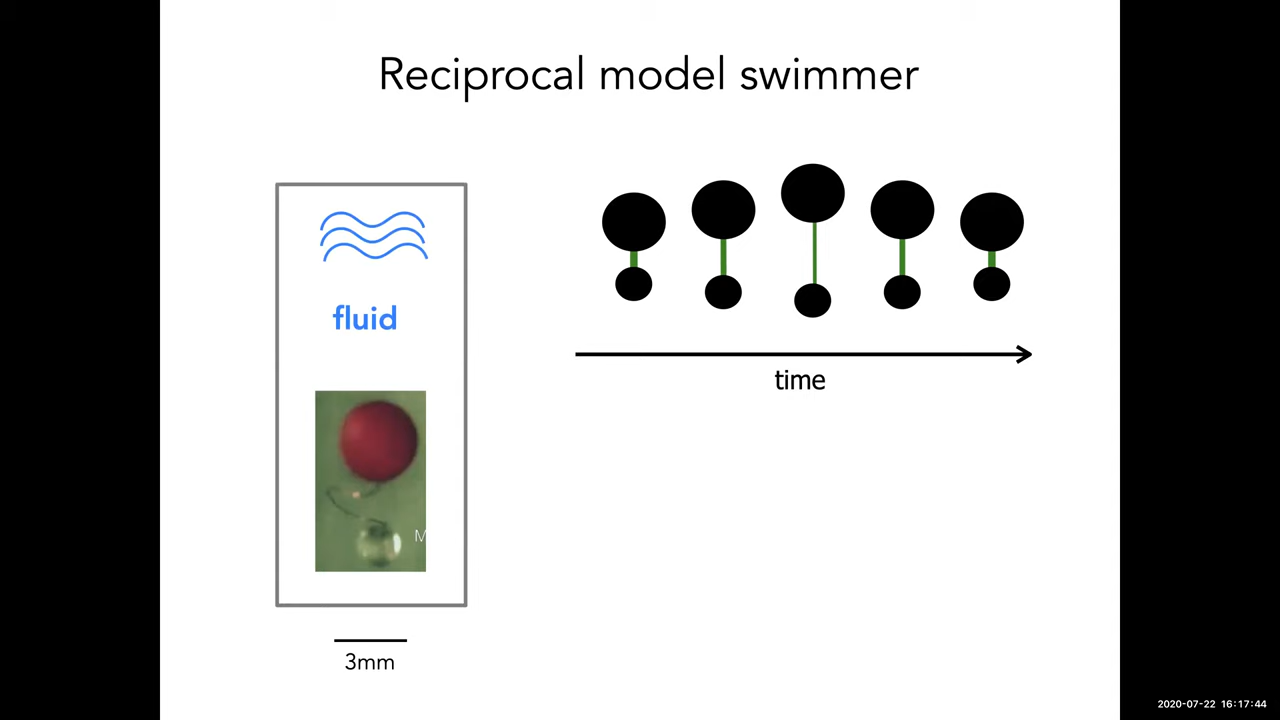 Reciprocal model swimmer
fluid
M
time
3mm
2020-07-22 16:17:44